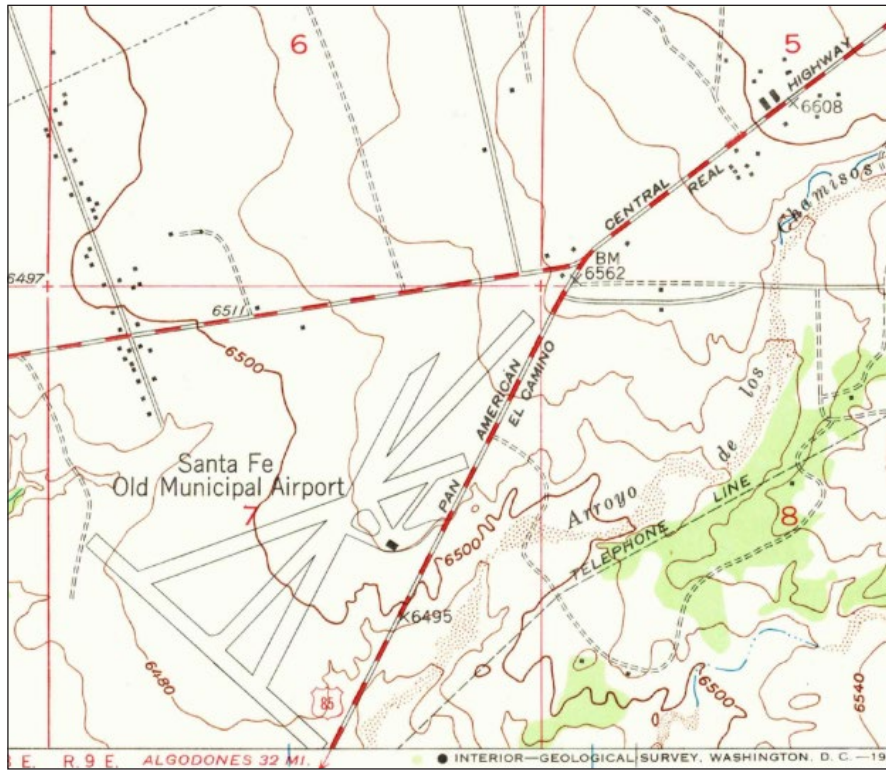 6
5
HIGHWAY
6608
CENTRAL
REAL
Chamisos
BM
6562
6497
6511
6500
AMERICAN
EL CAMINO
PAN
los
de
Arroyo
Santa Fe
Old Municipal Airport
7
8
TELEPHONE LINE
6500
6495
6480
85
6500
6540
E. R. 9 E. ALGODONES 32 MI. INTERIOR—GEOLOGICAL SURVEY, WASHINGTON, D. C.—19